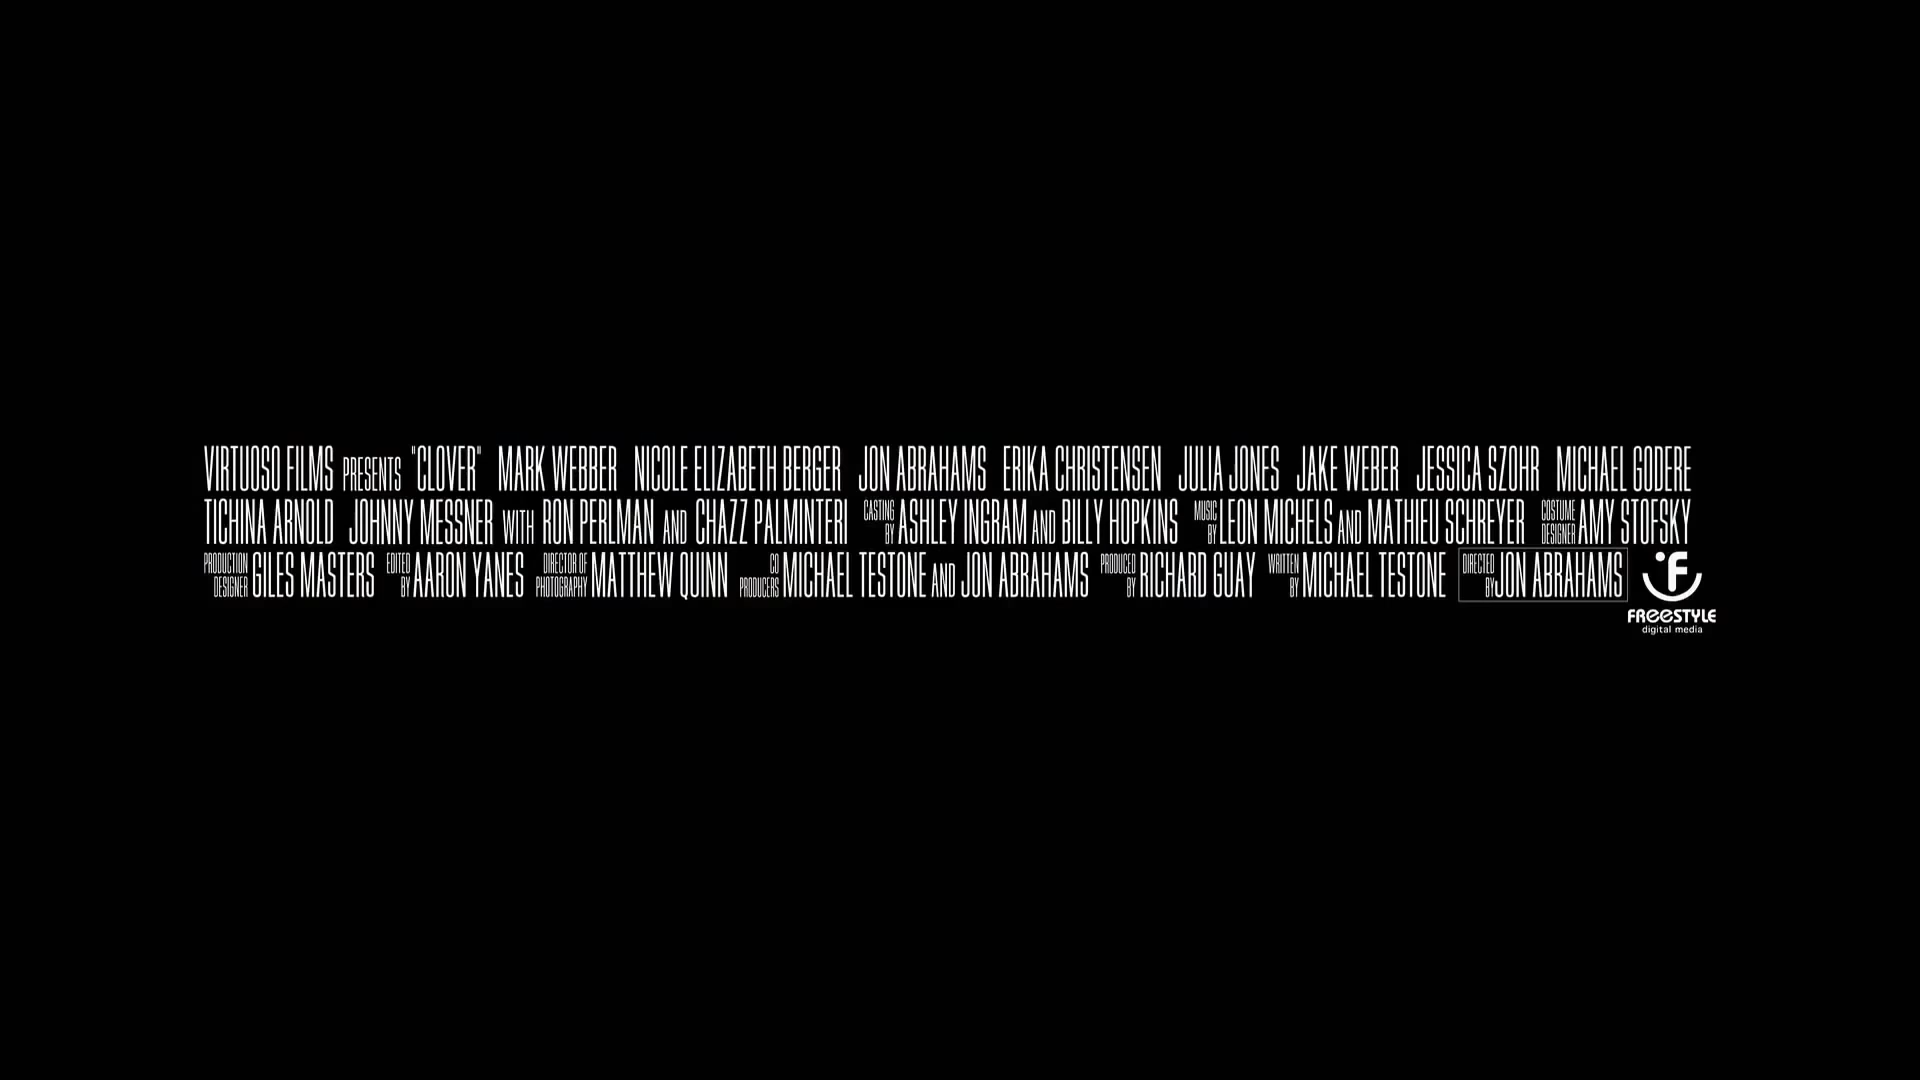 VIRTUOSO FILMS PRESENTS "CLOVER" MARK WEBBER NICOLE ELIZABETH BERGER JON ABRAHAMS ERIKA CHRISTENSEN JULIA JONES JAKE WEBER JESSICA SZOHR MICHAEL GODERE
TICHINA ARNOLD JOHNNY MESSNER WITH RON PERLMAN AND CHAZZ PALMINTERI CASTING BY ASHLEY INGRAM AND BILLY HOPKINS MUSIC BY LEON MICHELS AND MATHIEU SCHREYER COSTUME DESIGNER AMY STOFSKY
PRODUCTION DESIGNER GILES MASTERS EDITED BY AARON YANES DIRECTOR OF PHOTOGRAPHY MATTHEW QUINN CO PRODUCERS MICHAEL TESTONE AND JON ABRAHAMS PRODUCED BY RICHARD GUAY WRITTEN BY MICHAEL TESTONE DIRECTED BY JON ABRAHAMS
F
FREESTYLE
digital media